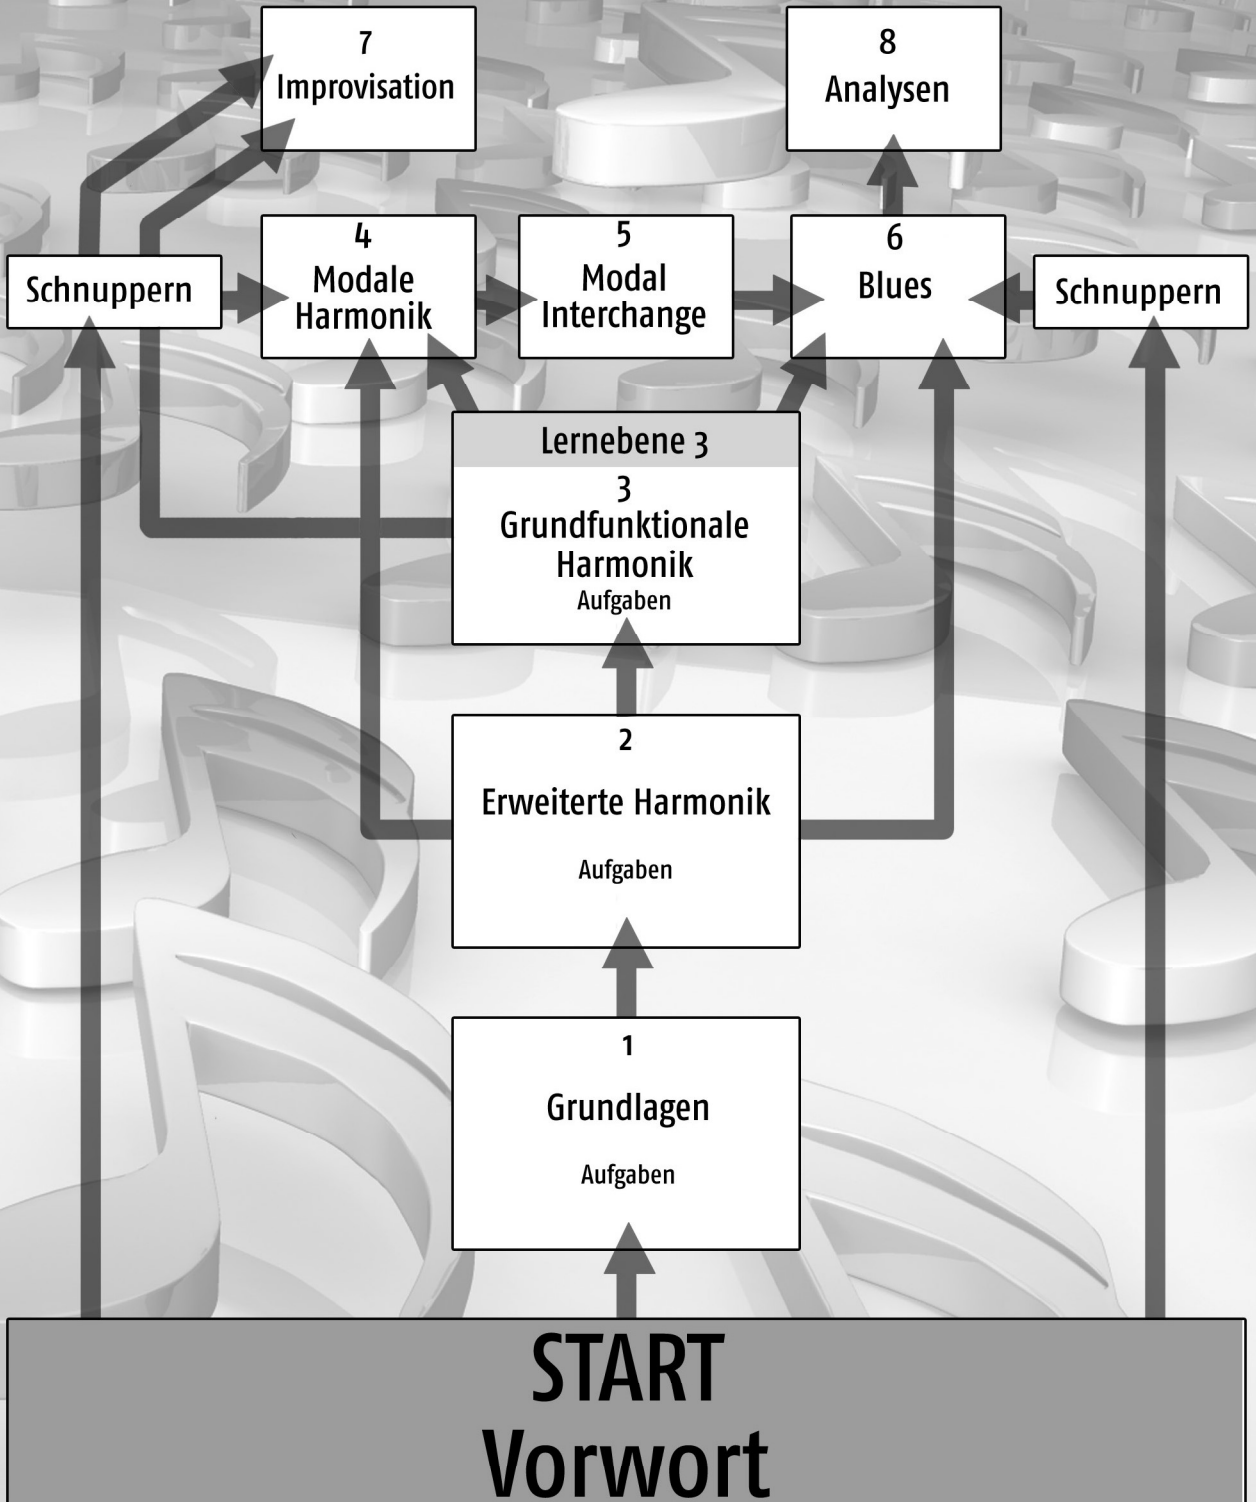 7
Improvisation
8
Analysen
Schnuppern
4
Modale
Harmonik
5
Modal
Interchange
6
Blues
Schnuppern
Lernebene 3
3
Grundfunktionale
Harmonik
Aufgaben
2
Erweiterte Harmonik
Aufgaben
1
Grundlagen
Aufgaben
START
Vorwort